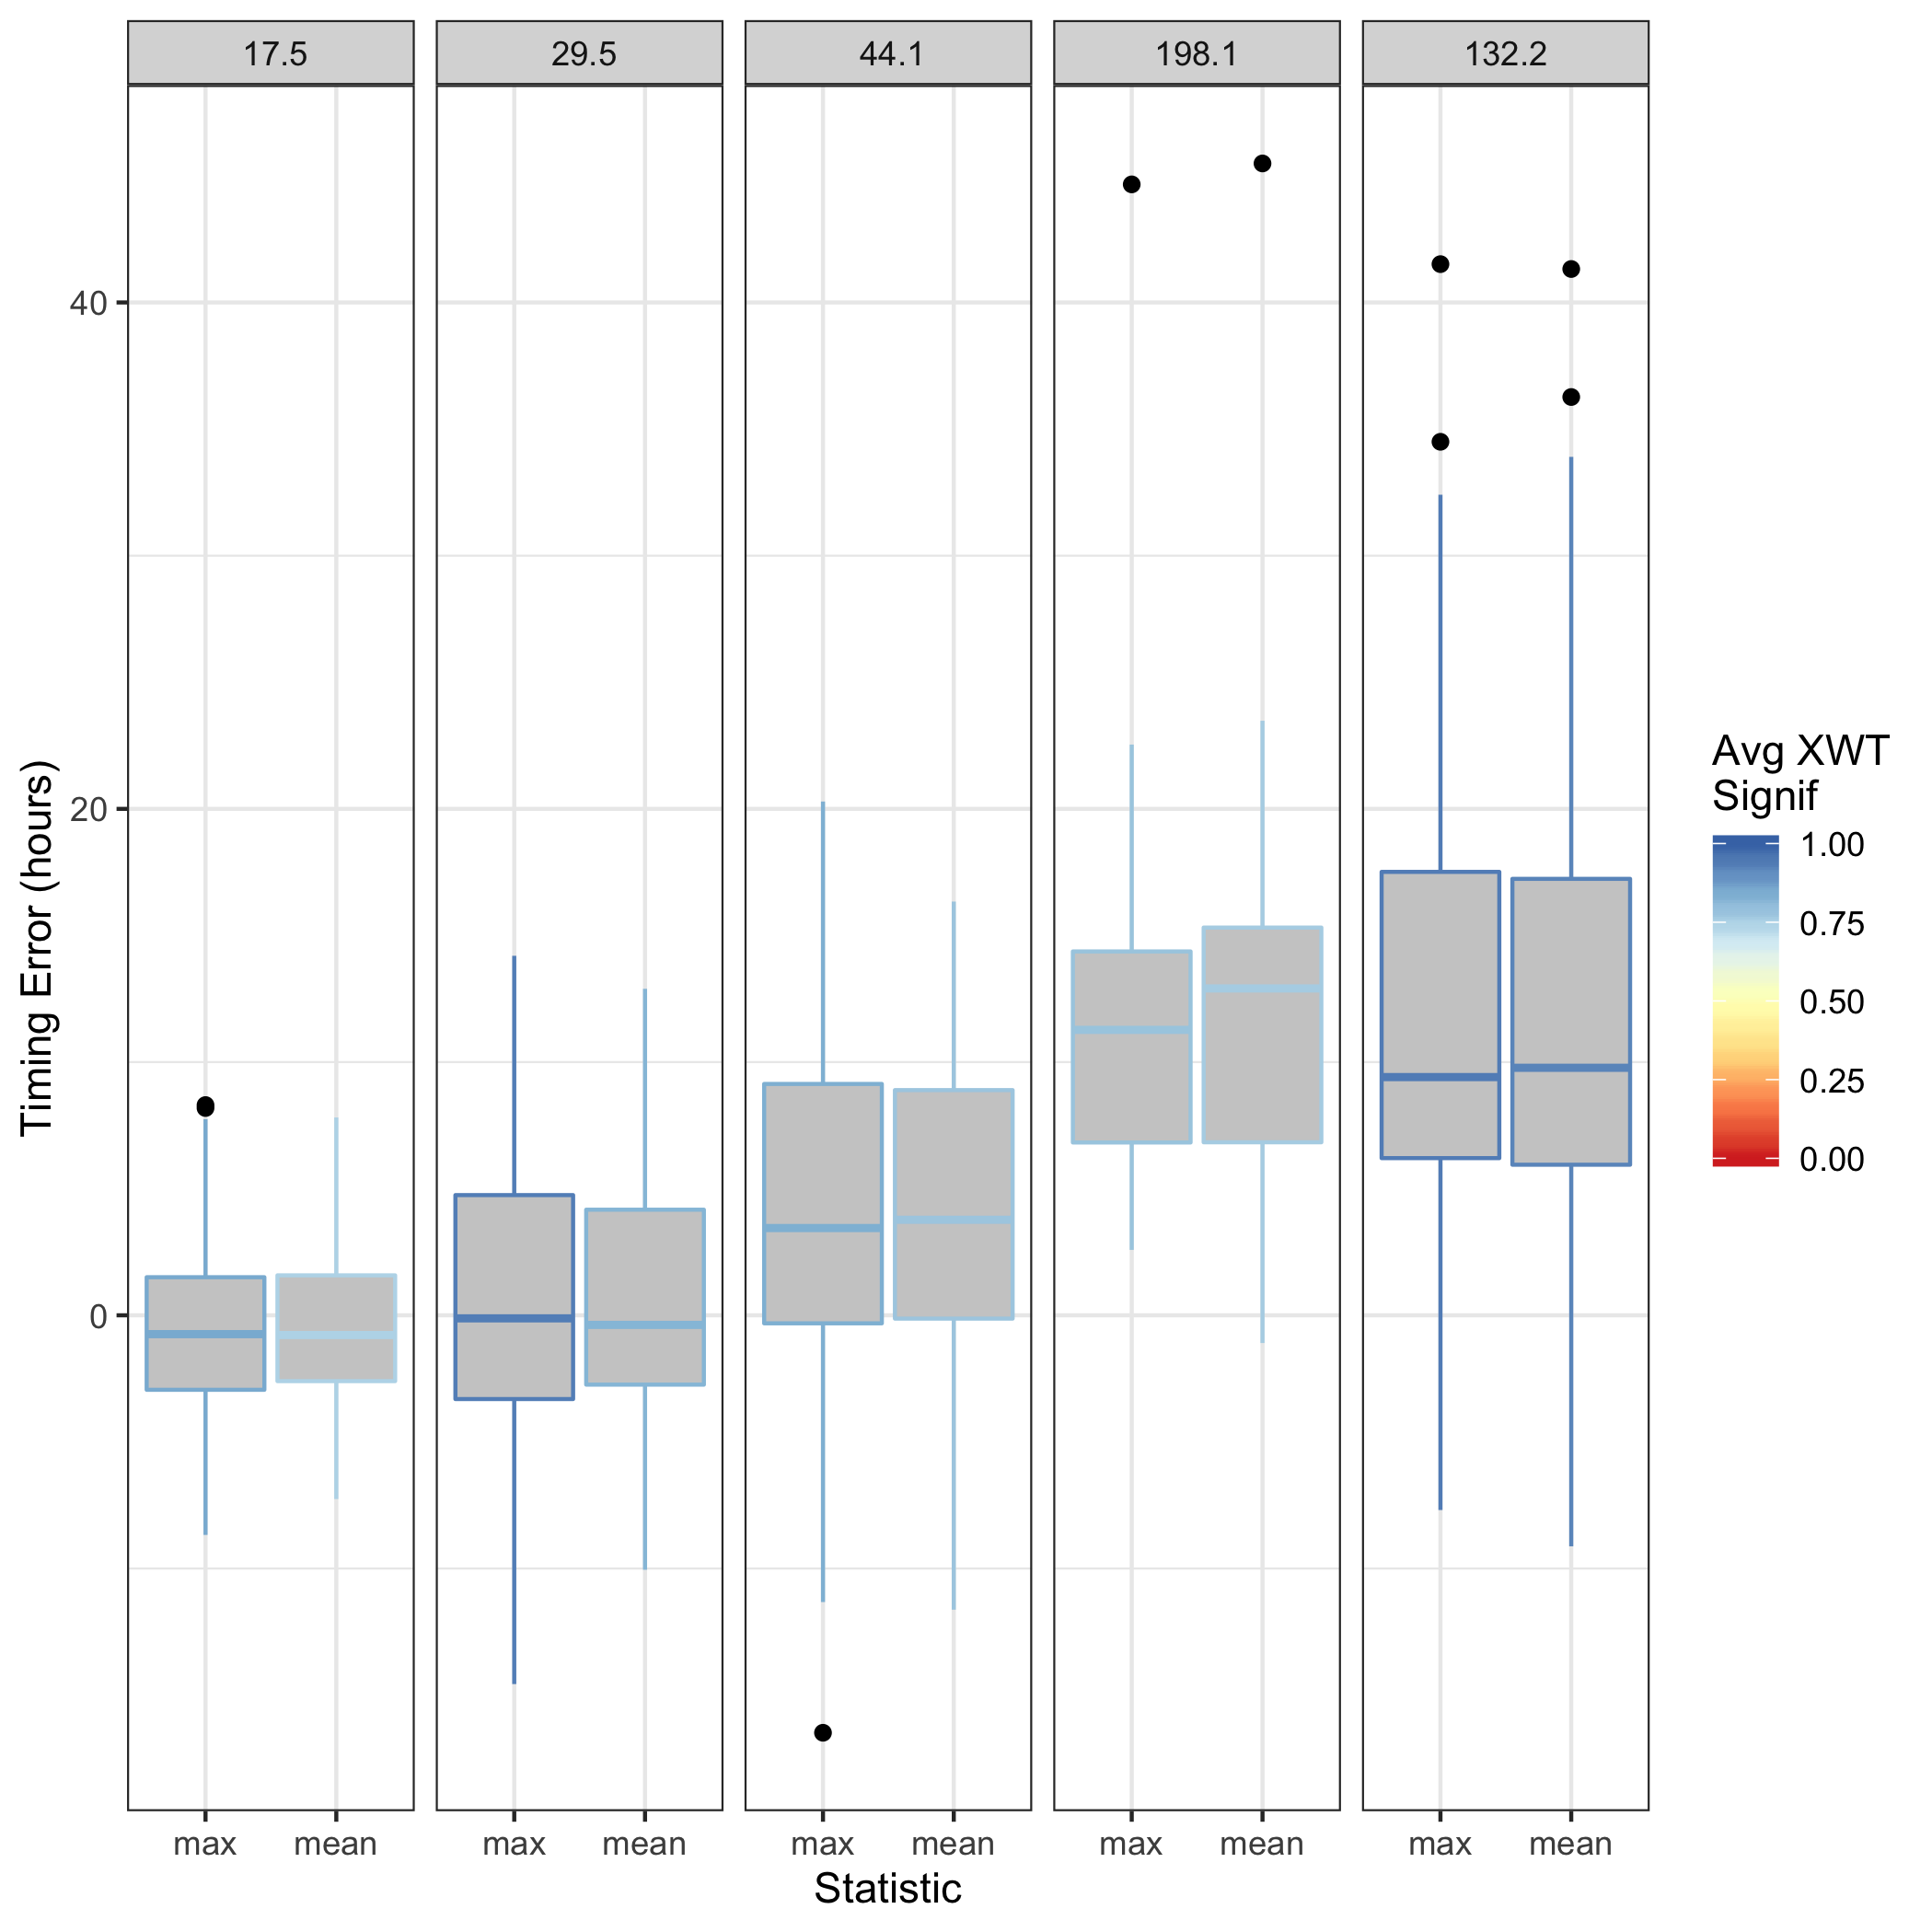 17.5 29.5 44.1 198.1 132.2
40
20
0
Timing Error (hours)
max mean max mean max mean max mean max mean
Statistic
Avg XWT
Signif
1.00
0.75
0.50
0.25
0.00